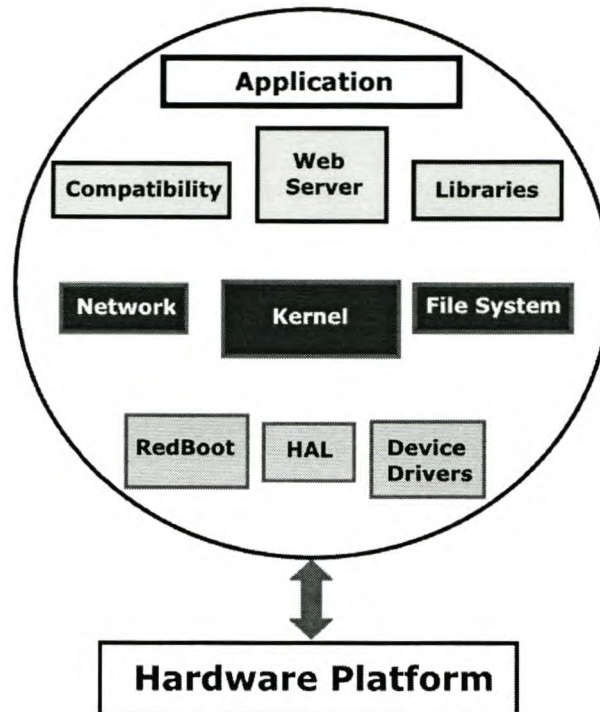 Application
Compatibility
Web
Server
Libraries
Network
Kernel
File System
RedBoot
HAL
Device
Drivers
Hardware Platform